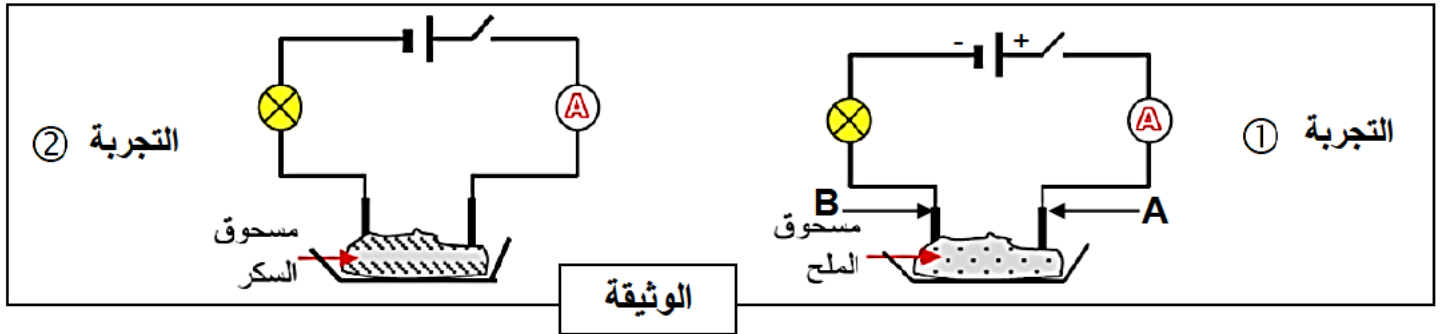 التجربة ①
- +
A
B
A
مسحوق
الملح
التجربة ②
A
مسحوق
السكر
الوثيقة